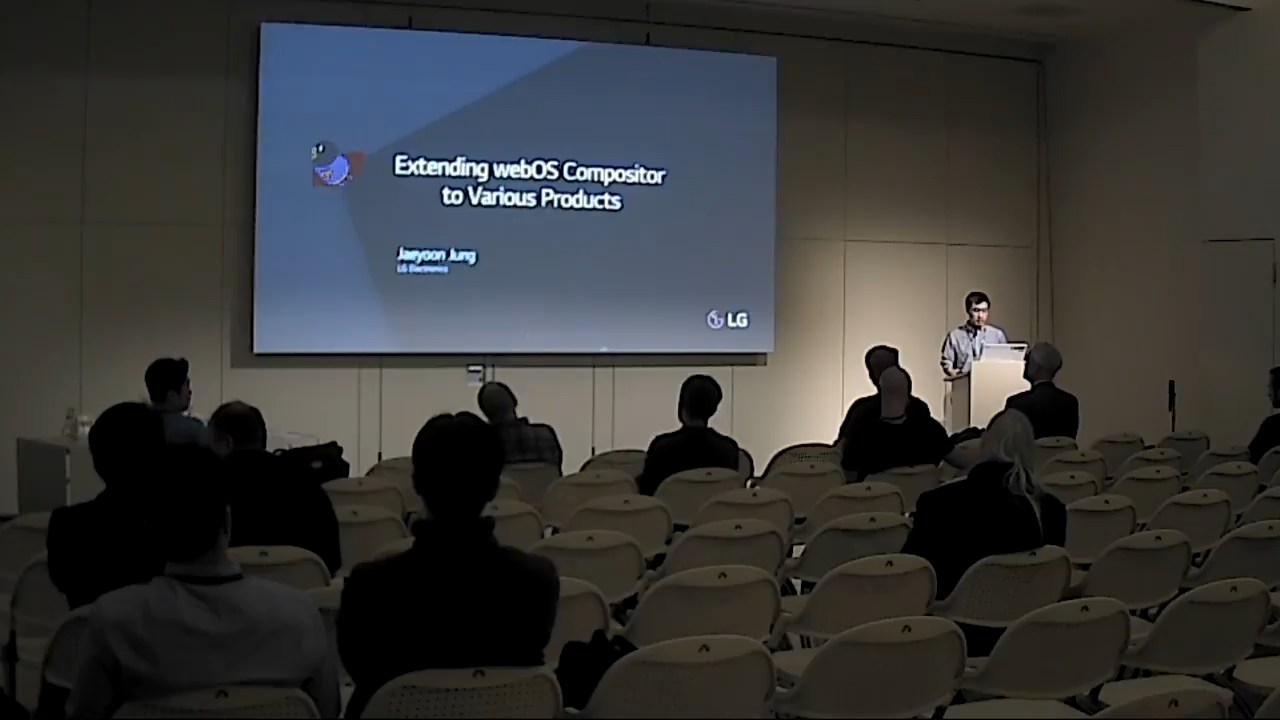 Extending webOS Compositor
to Various Products
Jaeyoon Jung
LG Electronics
LG